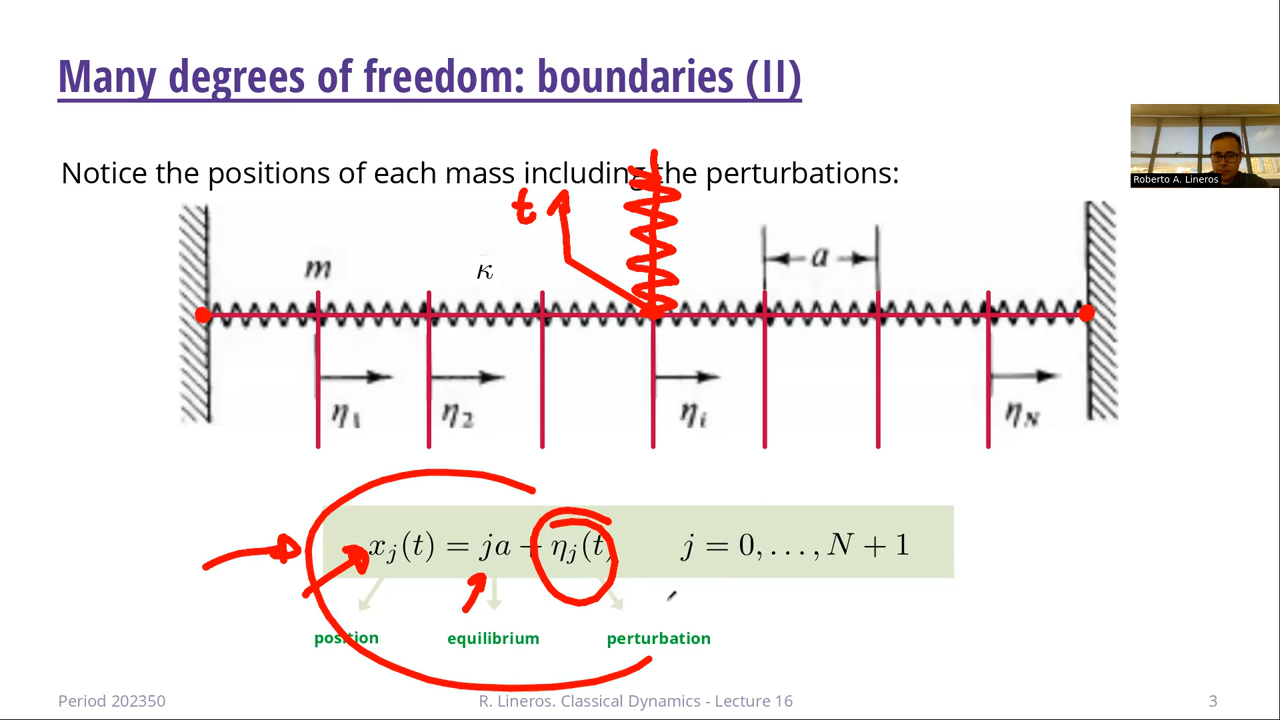 Many degrees of freedom: boundaries (II)
Roberto A. Lineros
Notice the positions of each mass including the perturbations:
t
m κ a
η₁ η₂ ηᵢ η_N
xⱼ(t) = ja + ηⱼ(t) j = 0, . . . , N + 1
position equilibrium perturbation
Period 202350 R. Lineros. Classical Dynamics - Lecture 16 3